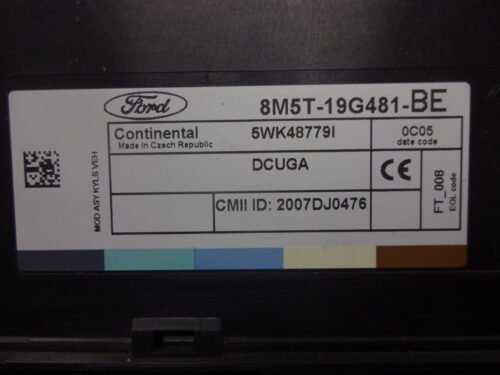 Ford
8M5T-19G481-BE
Continental
Made in Czech Republic
5WK48779I
0C05
date code
DCUGA
CE
CMII ID: 2007DJ0476
FT_008
EOL code
MOD ASY KYLS VEH